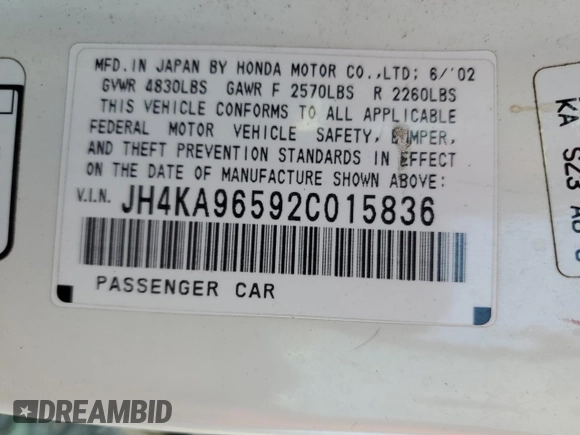 MFD.IN JAPAN BY HONDA MOTOR CO.,LTD; 6/'02
GVWR 4830LBS GAWR F 2570LBS R 2260LBS
THIS VEHICLE CONFORMS TO ALL APPLICABLE
FEDERAL MOTOR VEHICLE SAFETY, BUMPER,
AND THEFT PREVENTION STANDARDS IN EFFECT
ON THE DATE OF MANUFACTURE SHOWN ABOVE:
V.I.N. JH4KA96592C015836
PASSENGER CAR
KA SZ3
DREAMBID